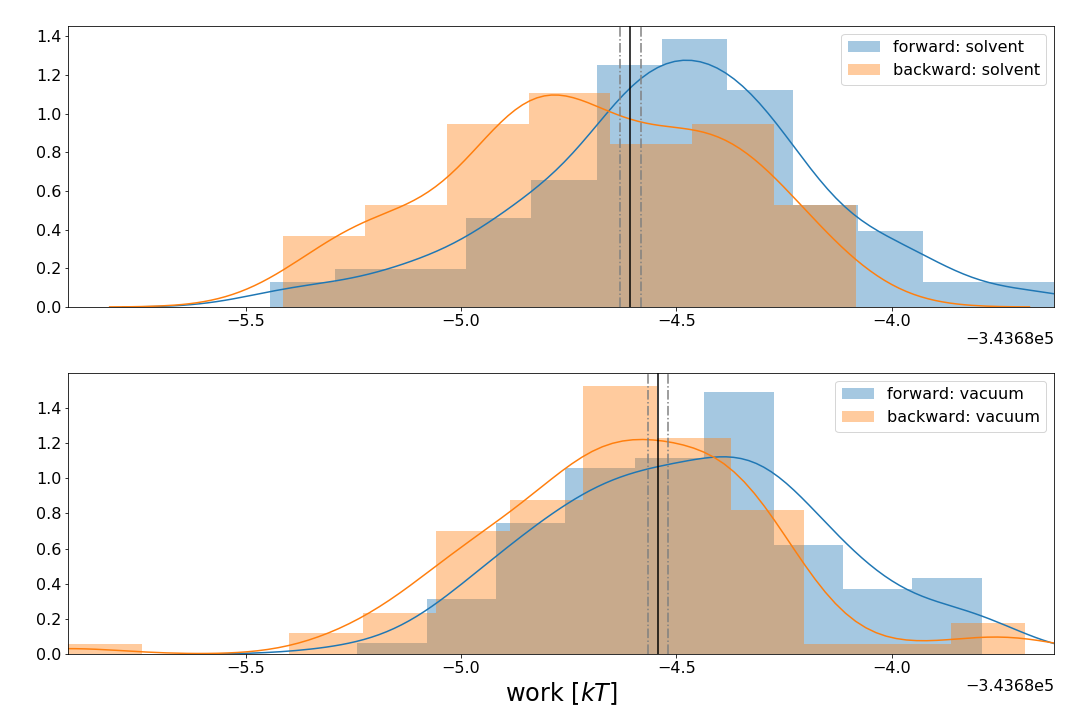 1.4
1.2
1.0
0.8
0.6
0.4
0.2
0.0
forward: solvent
backward: solvent
−5.5 −5.0 −4.5 −4.0
−3.4368e5
1.4
1.2
1.0
0.8
0.6
0.4
0.2
0.0
forward: vacuum
backward: vacuum
−5.5 −5.0 −4.5 −4.0
−3.4368e5
work [kT]